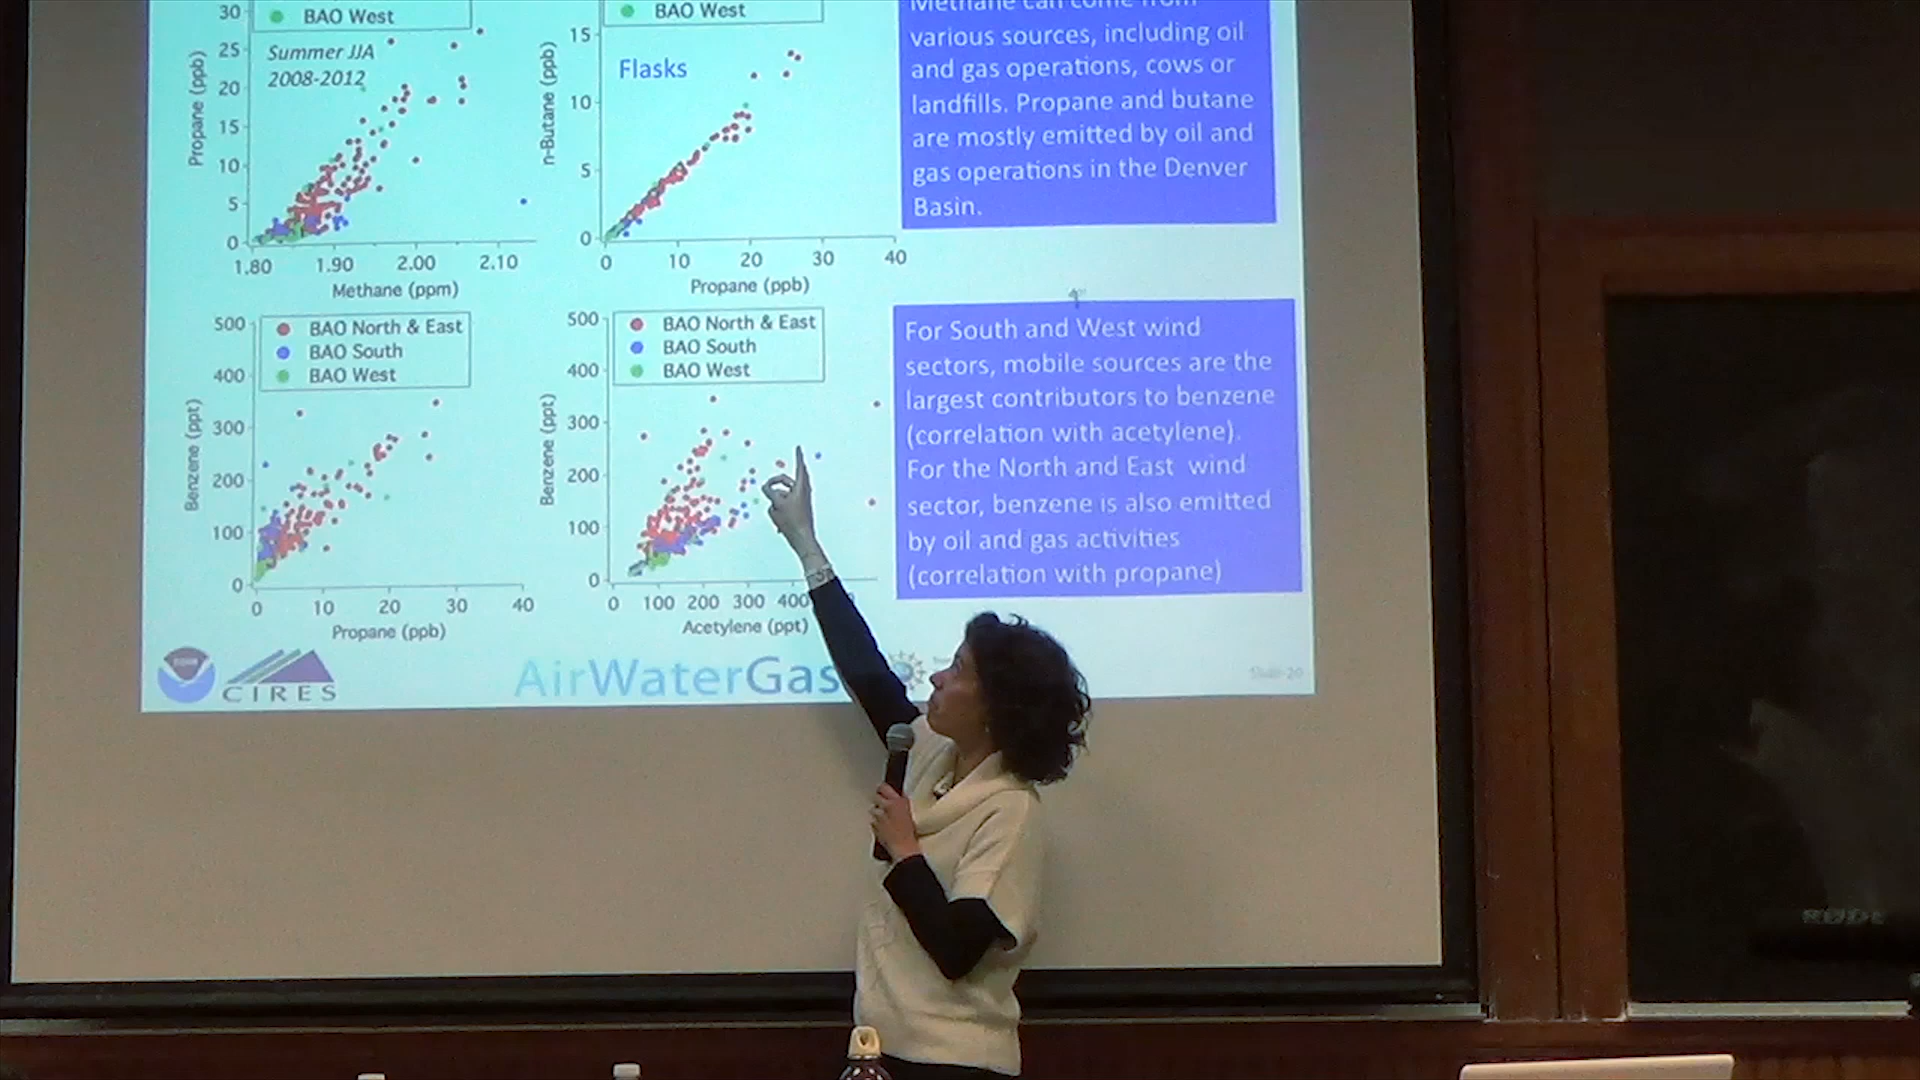 30
BAO West
25
Summer JJA
2008-2012
20
15
10
5
0
Propane (ppb)
1.80 1.90 2.00 2.10
Methane (ppm)
BAO West
15
Flasks
10
5
0
n-Butane (ppb)
0 10 20 30 40
Propane (ppb)
Methane can come from
various sources, including oil
and gas operations, cows or
landfills. Propane and butane
are mostly emitted by oil and
gas operations in the Denver
Basin.
500
BAO North & East
BAO South
BAO West
400
300
200
100
0
Benzene (ppt)
0 10 20 30 40
Propane (ppb)
500
BAO North & East
BAO South
BAO West
400
300
200
100
0
Benzene (ppt)
0 100 200 300 400
Acetylene (ppt)
For South and West wind
sectors, mobile sources are the
largest contributors to benzene
(correlation with acetylene).
For the North and East wind
sector, benzene is also emitted
by oil and gas activities
(correlation with propane)
CIRES
AirWaterGas
Slide-20